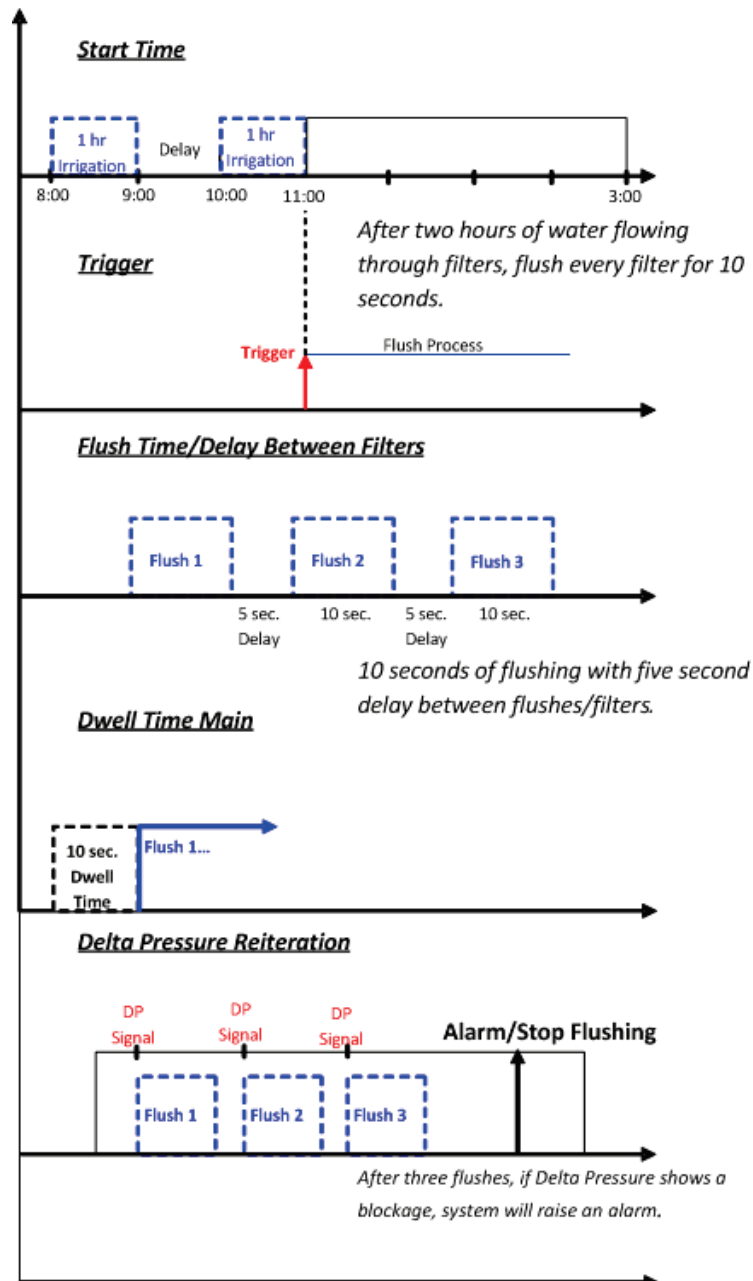 Start Time
1 hr
Irrigation
Delay
1 hr
Irrigation
8:00
9:00
10:00
11:00
3:00
After two hours of water flowing
through filters, flush every filter for 10
seconds.
Trigger
Trigger
Flush Process
Flush Time/Delay Between Filters
Flush 1
Flush 2
Flush 3
5 sec.
Delay
10 sec.
5 sec.
Delay
10 sec.
10 seconds of flushing with five second
delay between flushes/filters.
Dwell Time Main
10 sec.
Dwell
Time
Flush 1...
Delta Pressure Reiteration
DP
Signal
DP
Signal
DP
Signal
Alarm/Stop Flushing
Flush 1
Flush 2
Flush 3
After three flushes, if Delta Pressure shows a
blockage, system will raise an alarm.